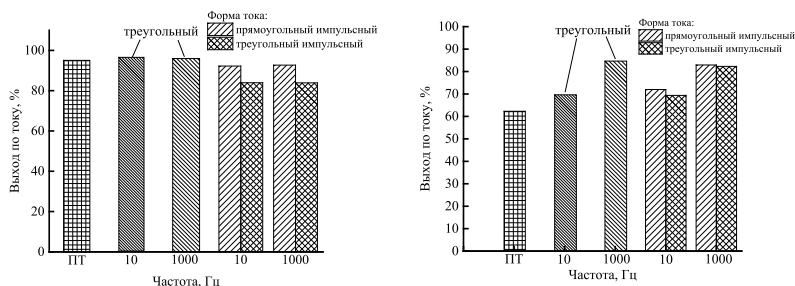 Форма тока:
треугольный
прямоугольный импульсный
треугольный импульсный
100
80
60
40
20
0
Выход по току, %
ПТ
10
1000
10
1000
Частота, Гц
Форма тока:
треугольный
прямоугольный импульсный
треугольный импульсный
100
90
80
70
60
50
40
30
20
10
0
Выход по току, %
ПТ
10
1000
10
1000
Частота, Гц